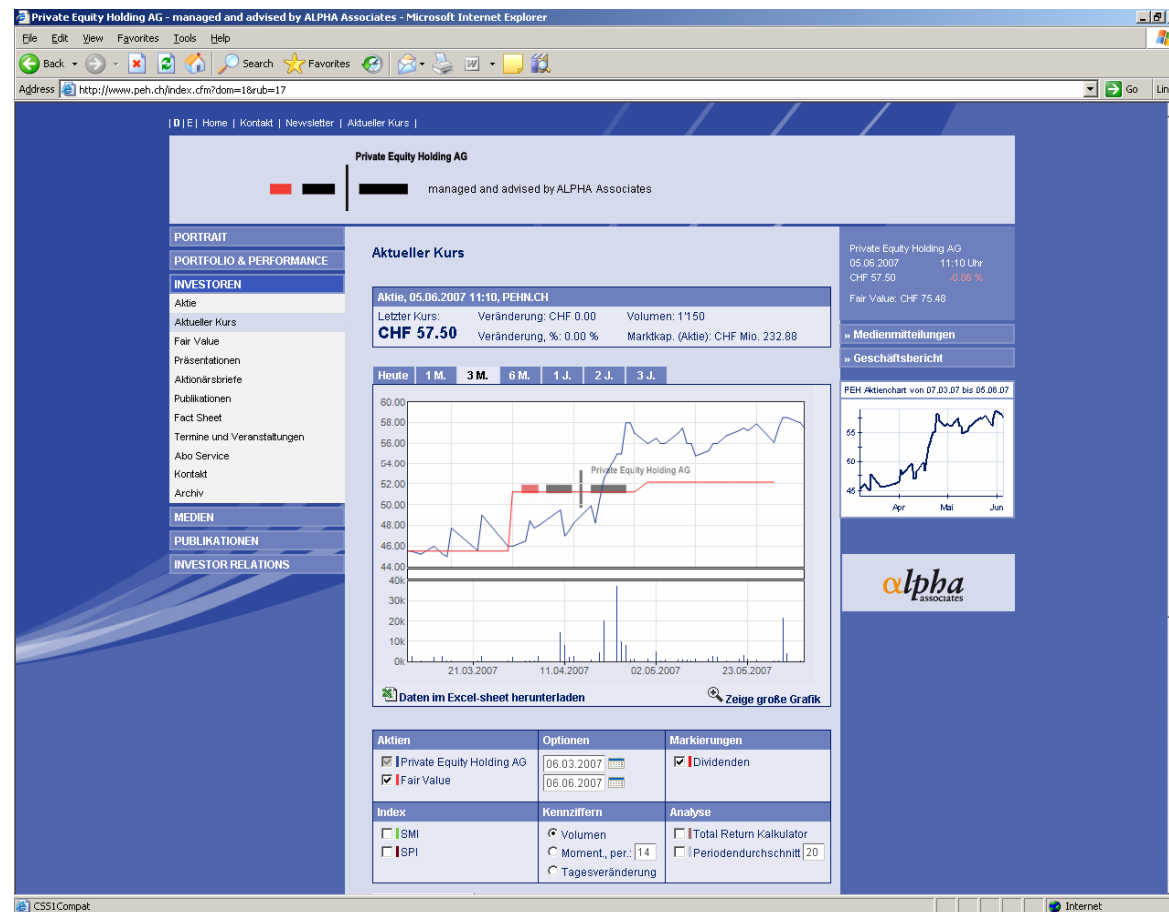 Private Equity Holding AG - managed and advised by ALPHA Associates - Microsoft Internet Explorer
File Edit View Favorites Tools Help
Back Search Favorites
Address http://www.peh.ch/index.cfm?dom=1&rub=17 Go Lin
| D | E | Home | Kontakt | Newsletter | Aktueller Kurs |
Private Equity Holding AG
managed and advised by ALPHA Associates
PORTRAIT
PORTFOLIO & PERFORMANCE
INVESTOREN
Aktie
Aktueller Kurs
Fair Value
Präsentationen
Aktionärsbriefe
Publikationen
Fact Sheet
Termine und Veranstaltungen
Abo Service
Kontakt
Archiv
MEDIEN
PUBLIKATIONEN
INVESTOR RELATIONS
Aktueller Kurs
Aktie, 05.06.2007 11:10, PEHN.CH
Letzter Kurs: Veränderung: CHF 0.00 Volumen: 1'150
CHF 57.50 Veränderung, %: 0.00 % Marktkap. (Aktie): CHF Mio. 232.88
Heute 1 M. 3 M. 6 M. 1 J. 2 J. 3 J.
60.00
58.00
56.00
54.00
52.00
50.00
48.00
46.00
44.00
Private Equity Holding AG
40k
30k
20k
10k
0k
21.03.2007 11.04.2007 02.05.2007 23.05.2007
Daten im Excel-sheet herunterladen Zeige große Grafik
Aktien Optionen Markierungen
Private Equity Holding AG 06.03.2007 Dividenden
Fair Value 06.06.2007
Index Kennziffern Analyse
SMI Volumen Total Return Kalkulator
SPI Moment., per.: 14 Periodendurchschnitt 20
Tagesveränderung
Private Equity Holding AG
05.06.2007 11:10 Uhr
CHF 57.50 -0.86 %
Fair Value: CHF 75.48
» Medienmitteilungen
» Geschäftsbericht
PEH Aktienchart von 07.03.07 bis 05.06.07
55
50
45
Apr Mai Jun
αlpha
associates
CSS1Compat Internet